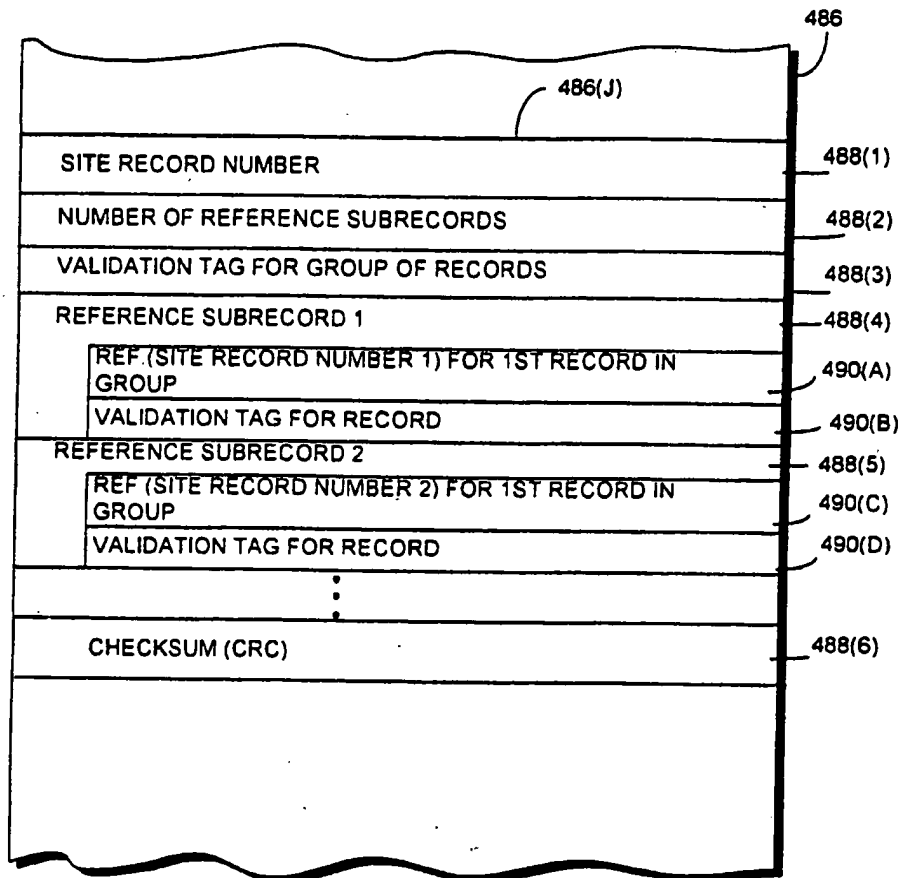 486
486(J)
SITE RECORD NUMBER
488(1)
NUMBER OF REFERENCE SUBRECORDS
488(2)
VALIDATION TAG FOR GROUP OF RECORDS
488(3)
REFERENCE SUBRECORD 1
488(4)
REF. (SITE RECORD NUMBER 1) FOR 1ST RECORD IN
GROUP
490(A)
VALIDATION TAG FOR RECORD
490(B)
REFERENCE SUBRECORD 2
488(5)
REF (SITE RECORD NUMBER 2) FOR 1ST RECORD IN
GROUP
490(C)
VALIDATION TAG FOR RECORD
490(D)
CHECKSUM (CRC)
488(6)